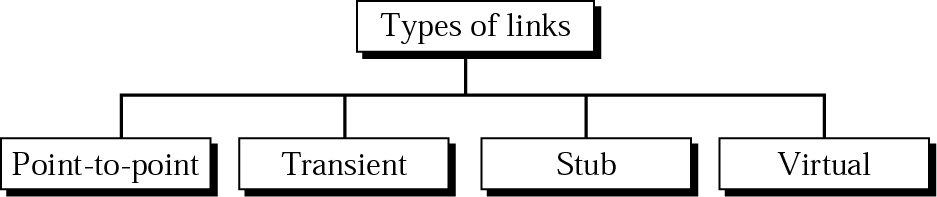 Types of links
Point-to-point
Transient
Stub
Virtual